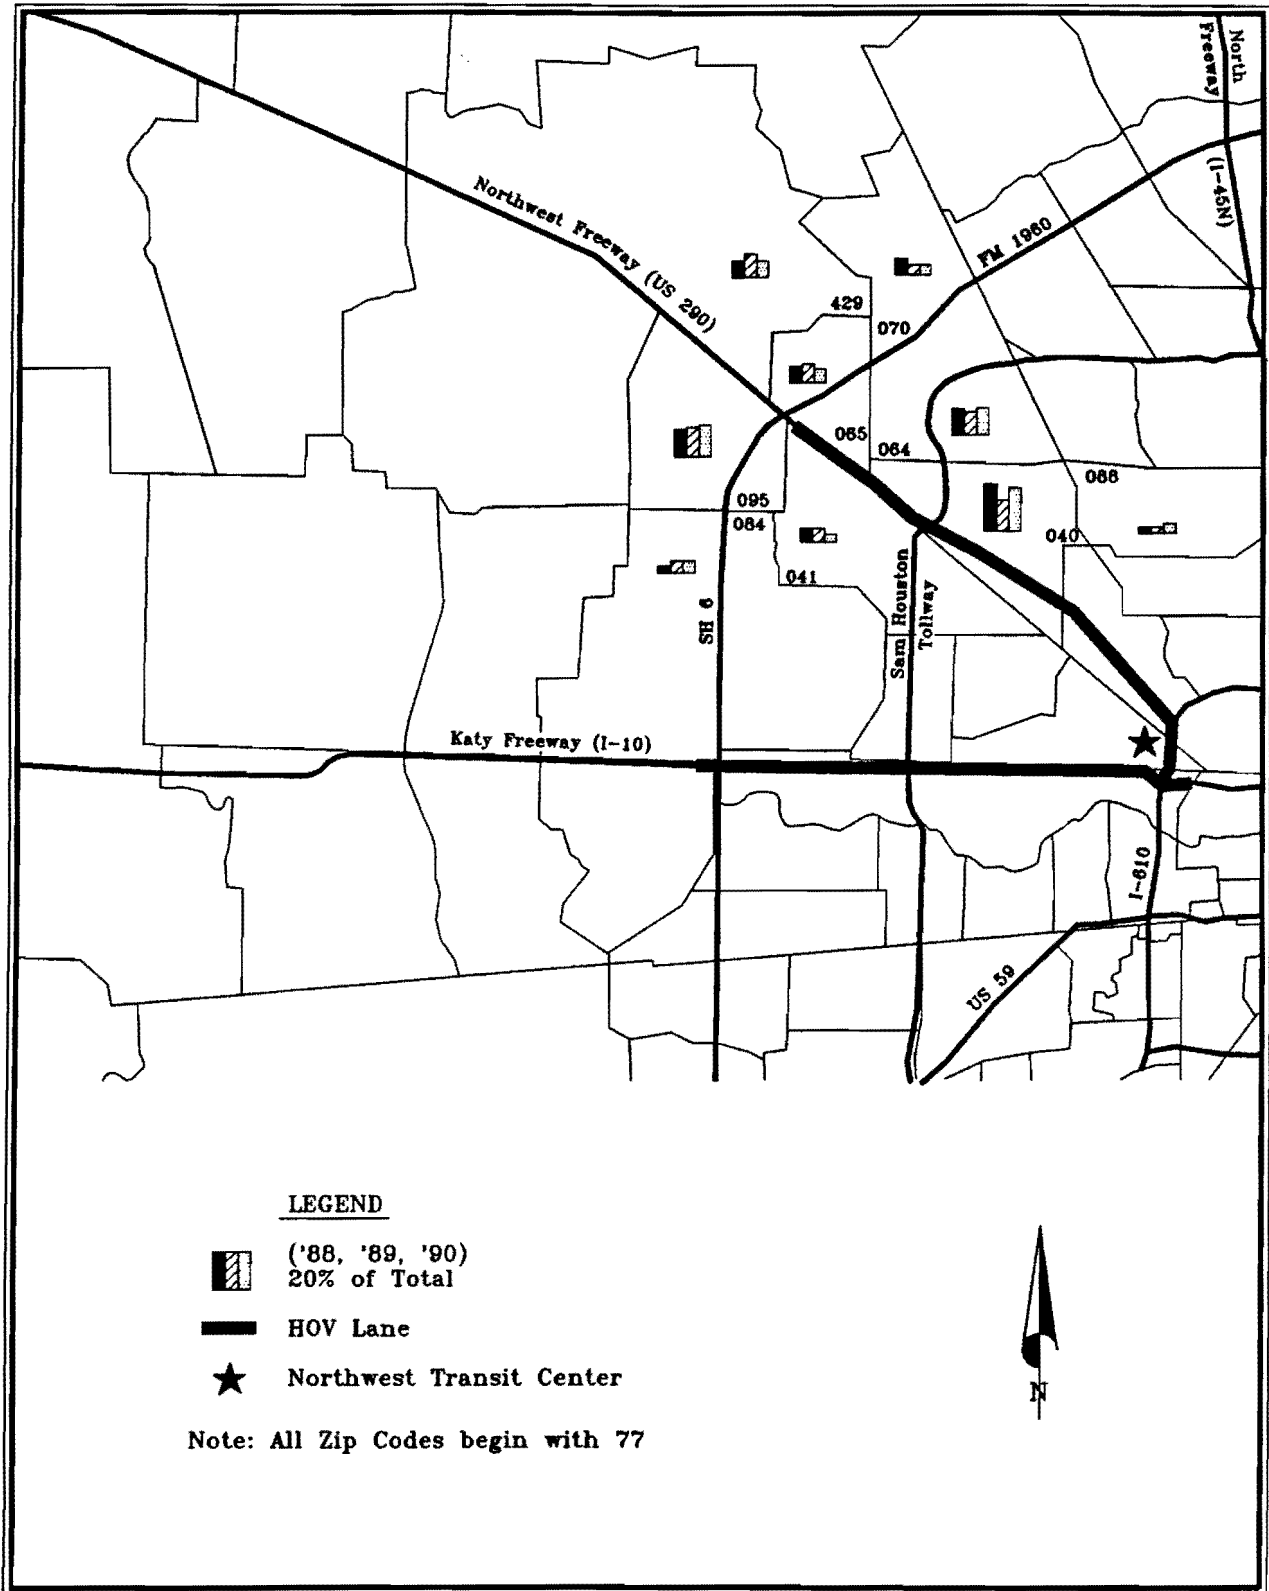 North
Freeway
(I-45N)
Northwest Freeway (US 290)
FM 1960
429
070
065
064
088
095
084
040
041
SH 6
Sam Houston
Tollway
Katy Freeway (I-10)
I-610
US 59
LEGEND
('88, '89, '90)
20% of Total
HOV Lane
Northwest Transit Center
N
Note: All Zip Codes begin with 77